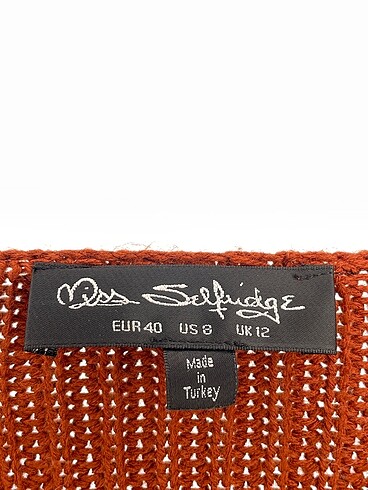 Miss Selfridge
EUR 40 US 8 UK 12
Made
in
Turkey